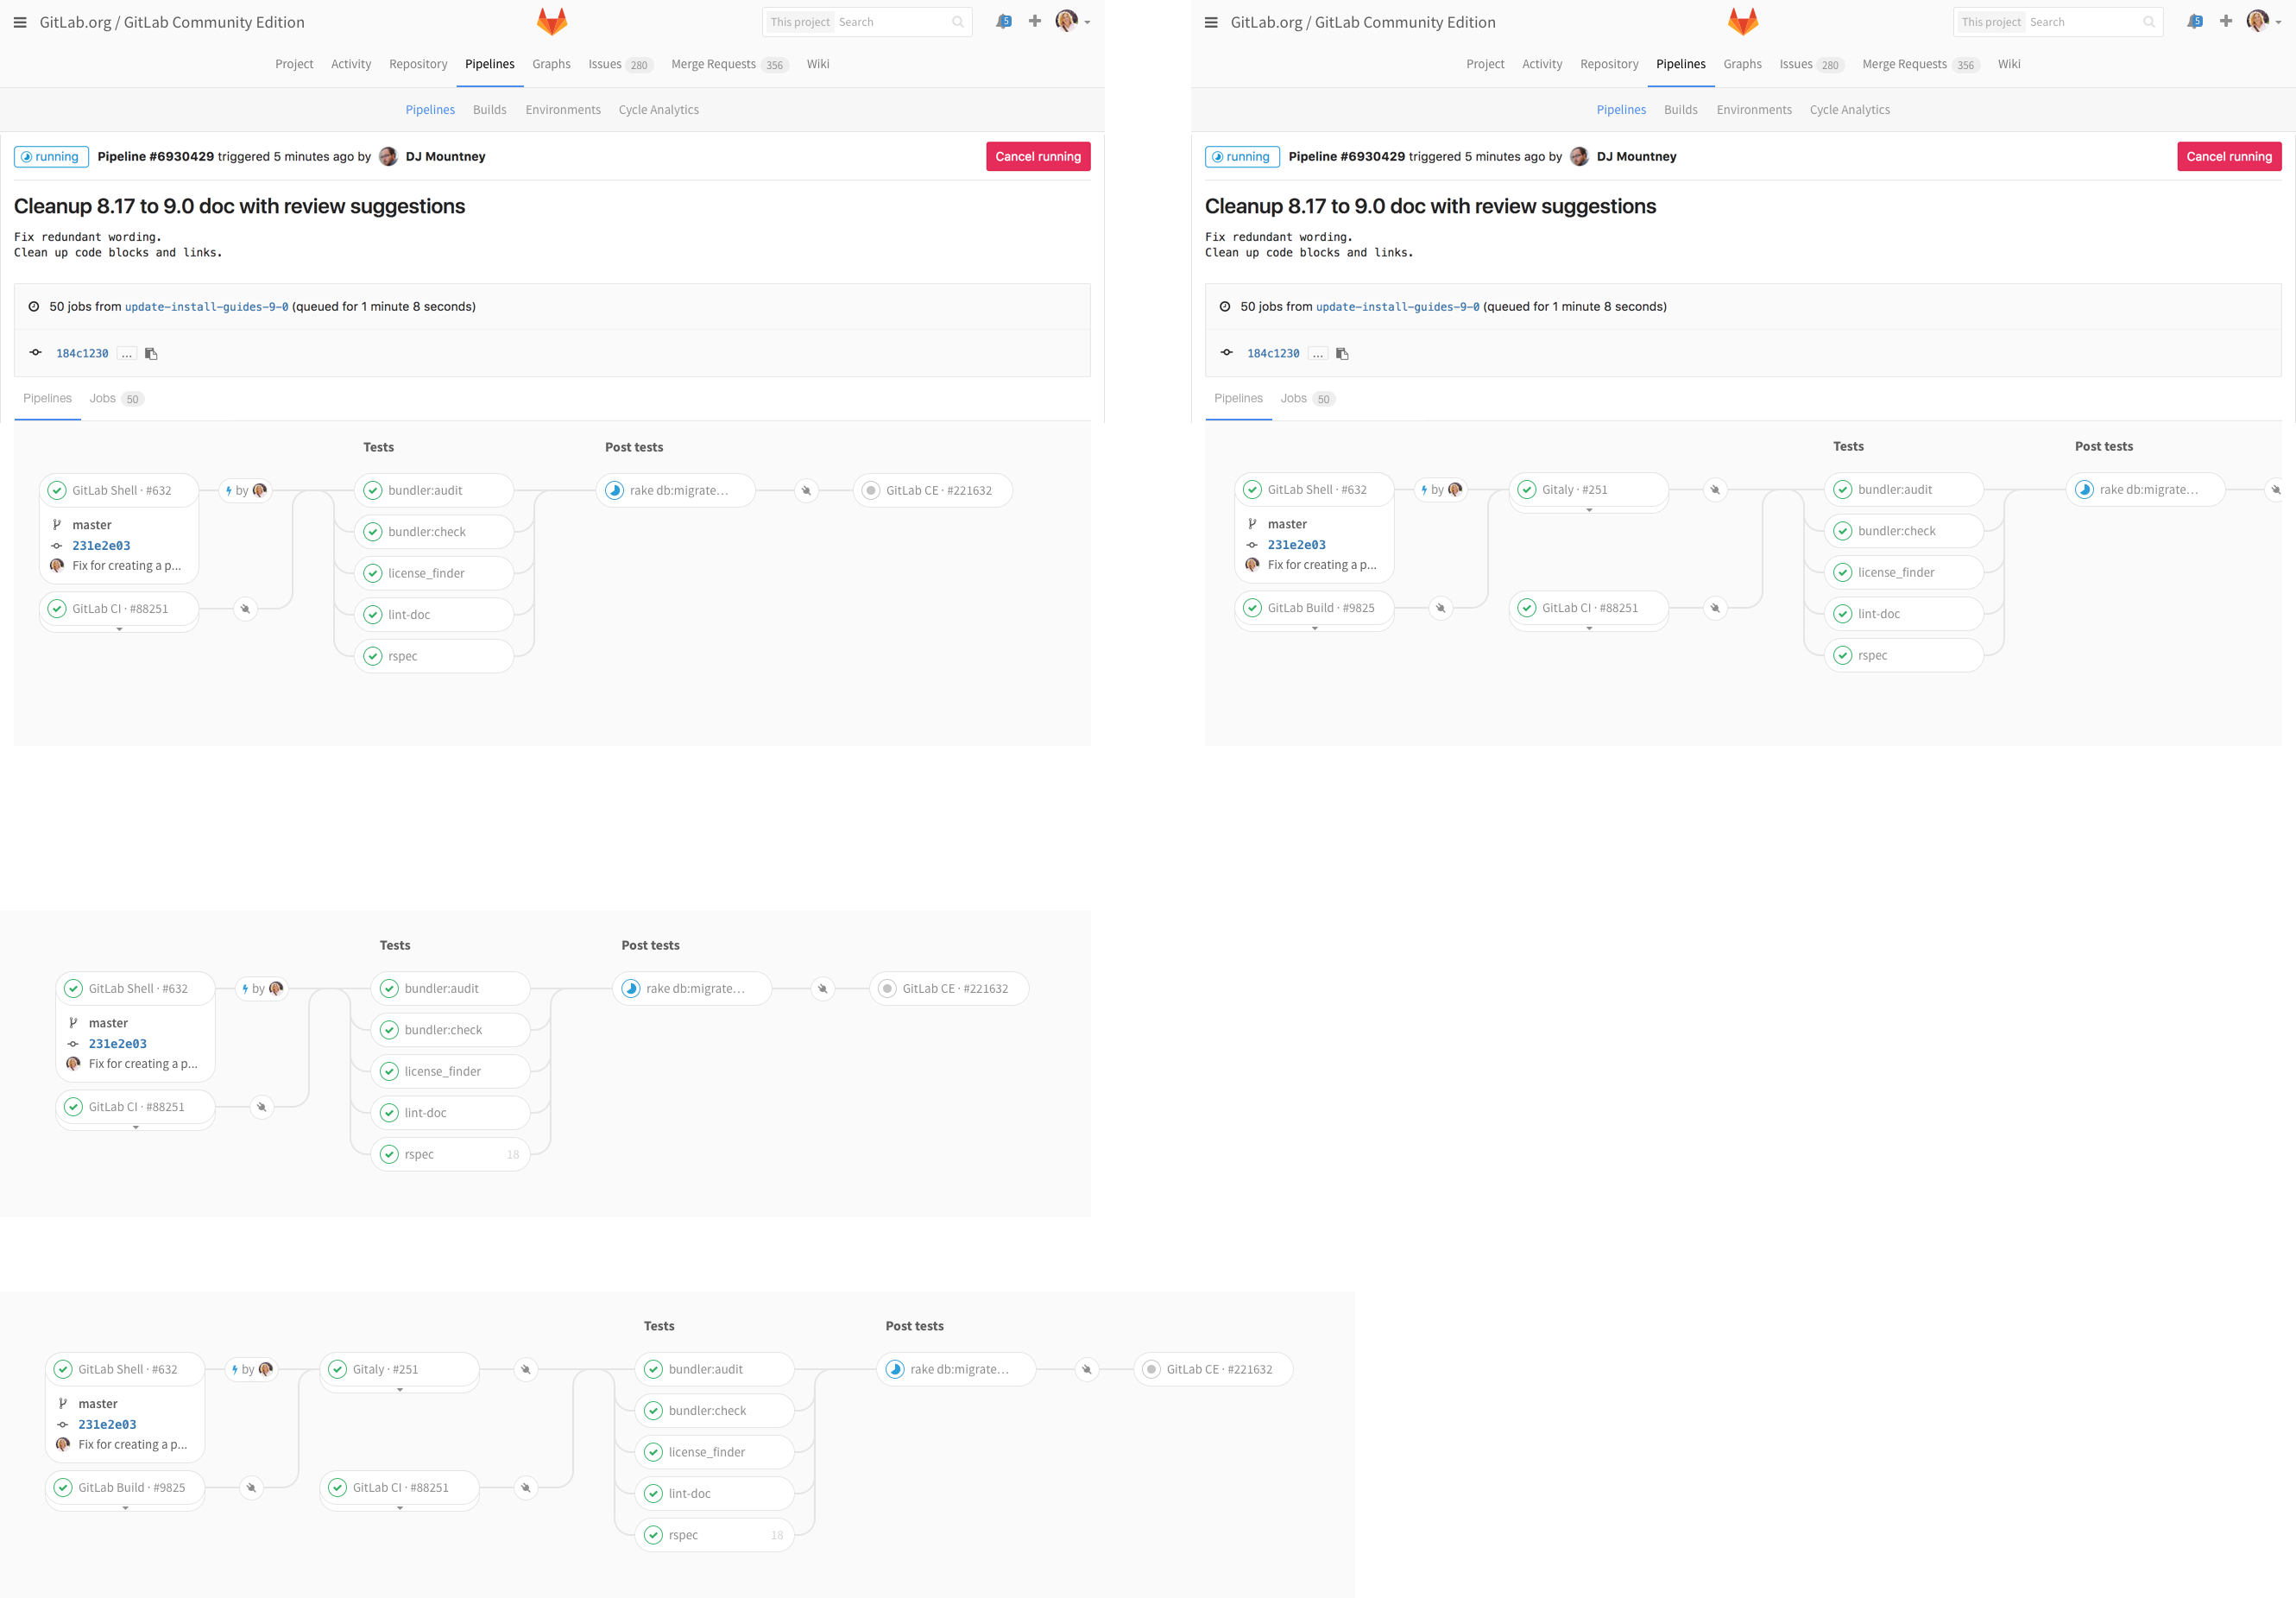 GitLab.org / GitLab Community Edition
This project Search
5
Project Activity Repository Pipelines Graphs Issues 280 Merge Requests 356 Wiki
Pipelines Builds Environments Cycle Analytics
running Pipeline #6930429 triggered 5 minutes ago by DJ Mountney Cancel running
Cleanup 8.17 to 9.0 doc with review suggestions
Fix redundant wording.
Clean up code blocks and links.
50 jobs from update-install-guides-9-0 (queued for 1 minute 8 seconds)
184c1230 ...
Pipelines Jobs 50
Tests Post tests
GitLab Shell · #632 by bundler:audit rake db:migrate... GitLab CE · #221632
master bundler:check
231e2e03
Fix for creating a p... license_finder
GitLab CI · #88251 lint-doc
rspec
GitLab.org / GitLab Community Edition
This project Search
5
Project Activity Repository Pipelines Graphs Issues 280 Merge Requests 356 Wiki
Pipelines Builds Environments Cycle Analytics
running Pipeline #6930429 triggered 5 minutes ago by DJ Mountney Cancel running
Cleanup 8.17 to 9.0 doc with review suggestions
Fix redundant wording.
Clean up code blocks and links.
50 jobs from update-install-guides-9-0 (queued for 1 minute 8 seconds)
184c1230 ...
Pipelines Jobs 50
Tests Post tests
GitLab Shell · #632 by Gitaly · #251 bundler:audit rake db:migrate...
master bundler:check
231e2e03
Fix for creating a p... license_finder
GitLab Build · #9825 GitLab CI · #88251 lint-doc
rspec
Tests Post tests
GitLab Shell · #632 by bundler:audit rake db:migrate... GitLab CE · #221632
master bundler:check
231e2e03
Fix for creating a p... license_finder
GitLab CI · #88251 lint-doc
rspec 18
Tests Post tests
GitLab Shell · #632 by Gitaly · #251 bundler:audit rake db:migrate... GitLab CE · #221632
master bundler:check
231e2e03
Fix for creating a p... license_finder
GitLab Build · #9825 GitLab CI · #88251 lint-doc
rspec 18